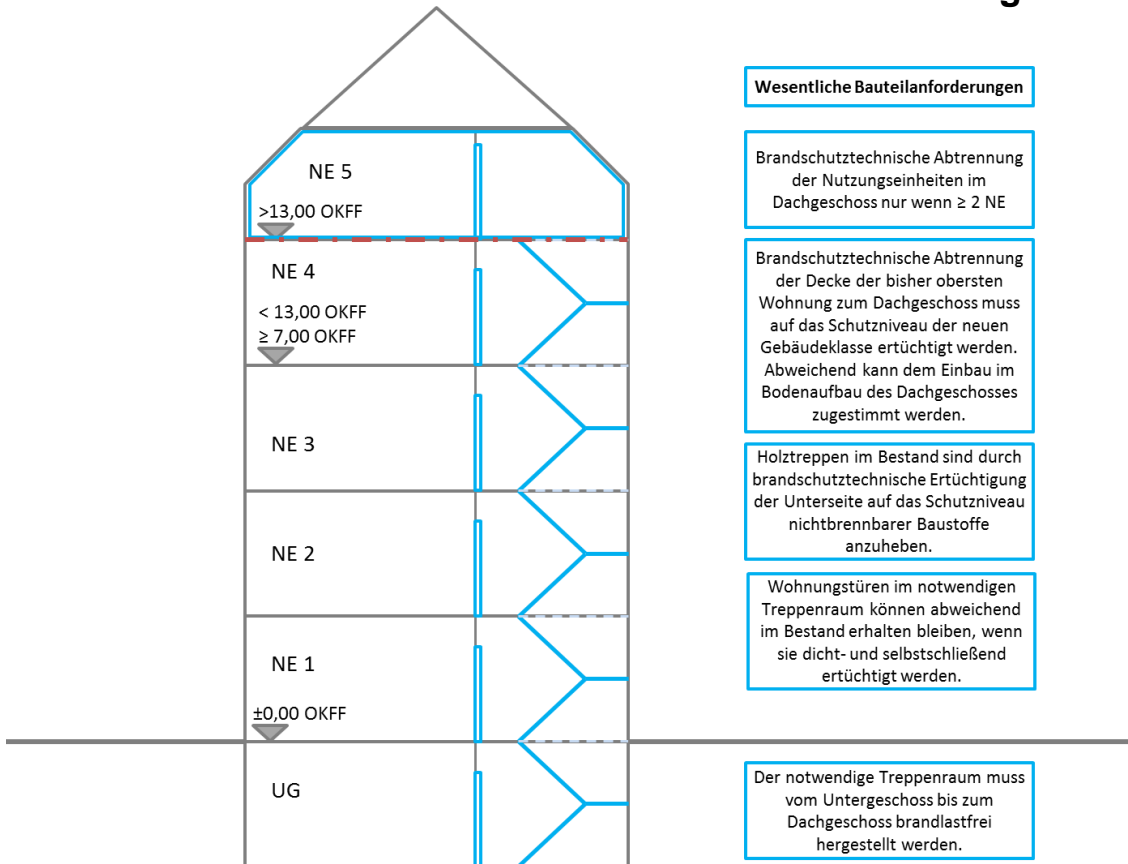 g
NE 5
>13,00 OKFF
NE 4
< 13,00 OKFF
≥ 7,00 OKFF
NE 3
NE 2
NE 1
±0,00 OKFF
UG
Wesentliche Bauteilanforderungen
Brandschutztechnische Abtrennung
der Nutzungseinheiten im
Dachgeschoss nur wenn ≥ 2 NE
Brandschutztechnische Abtrennung
der Decke der bisher obersten
Wohnung zum Dachgeschoss muss
auf das Schutzniveau der neuen
Gebäudeklasse ertüchtigt werden.
Abweichend kann dem Einbau im
Bodenaufbau des Dachgeschosses
zugestimmt werden.
Holztreppen im Bestand sind durch
brandschutztechnische Ertüchtigung
der Unterseite auf das Schutzniveau
nichtbrennbarer Baustoffe
anzuheben.
Wohnungstüren im notwendigen
Treppenraum können abweichend
im Bestand erhalten bleiben, wenn
sie dicht- und selbstschließend
ertüchtigt werden.
Der notwendige Treppenraum muss
vom Untergeschoss bis zum
Dachgeschoss brandlastfrei
hergestellt werden.